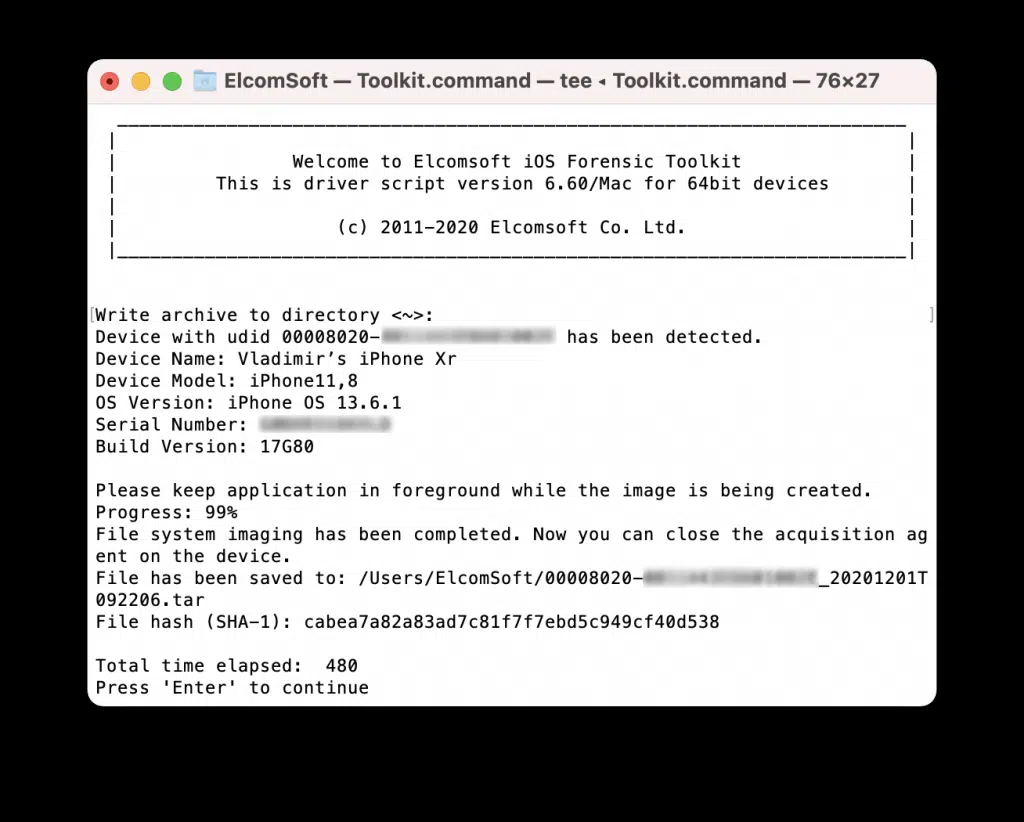 ElcomSoft — Toolkit.command — tee ◂ Toolkit.command — 76×27
Welcome to Elcomsoft iOS Forensic Toolkit
This is driver script version 6.60/Mac for 64bit devices
(c) 2011-2020 Elcomsoft Co. Ltd.
[Write archive to directory <~>: ]
Device with udid 00008020- has been detected.
Device Name: Vladimir’s iPhone Xr
Device Model: iPhone11,8
OS Version: iPhone OS 13.6.1
Serial Number:
Build Version: 17G80
Please keep application in foreground while the image is being created.
Progress: 99%
File system imaging has been completed. Now you can close the acquisition ag
ent on the device.
File has been saved to: /Users/ElcomSoft/00008020-_20201201T
092206.tar
File hash (SHA-1): cabea7a82a83ad7c81f7f7ebd5c949cf40d538
Total time elapsed:  480
Press 'Enter' to continue